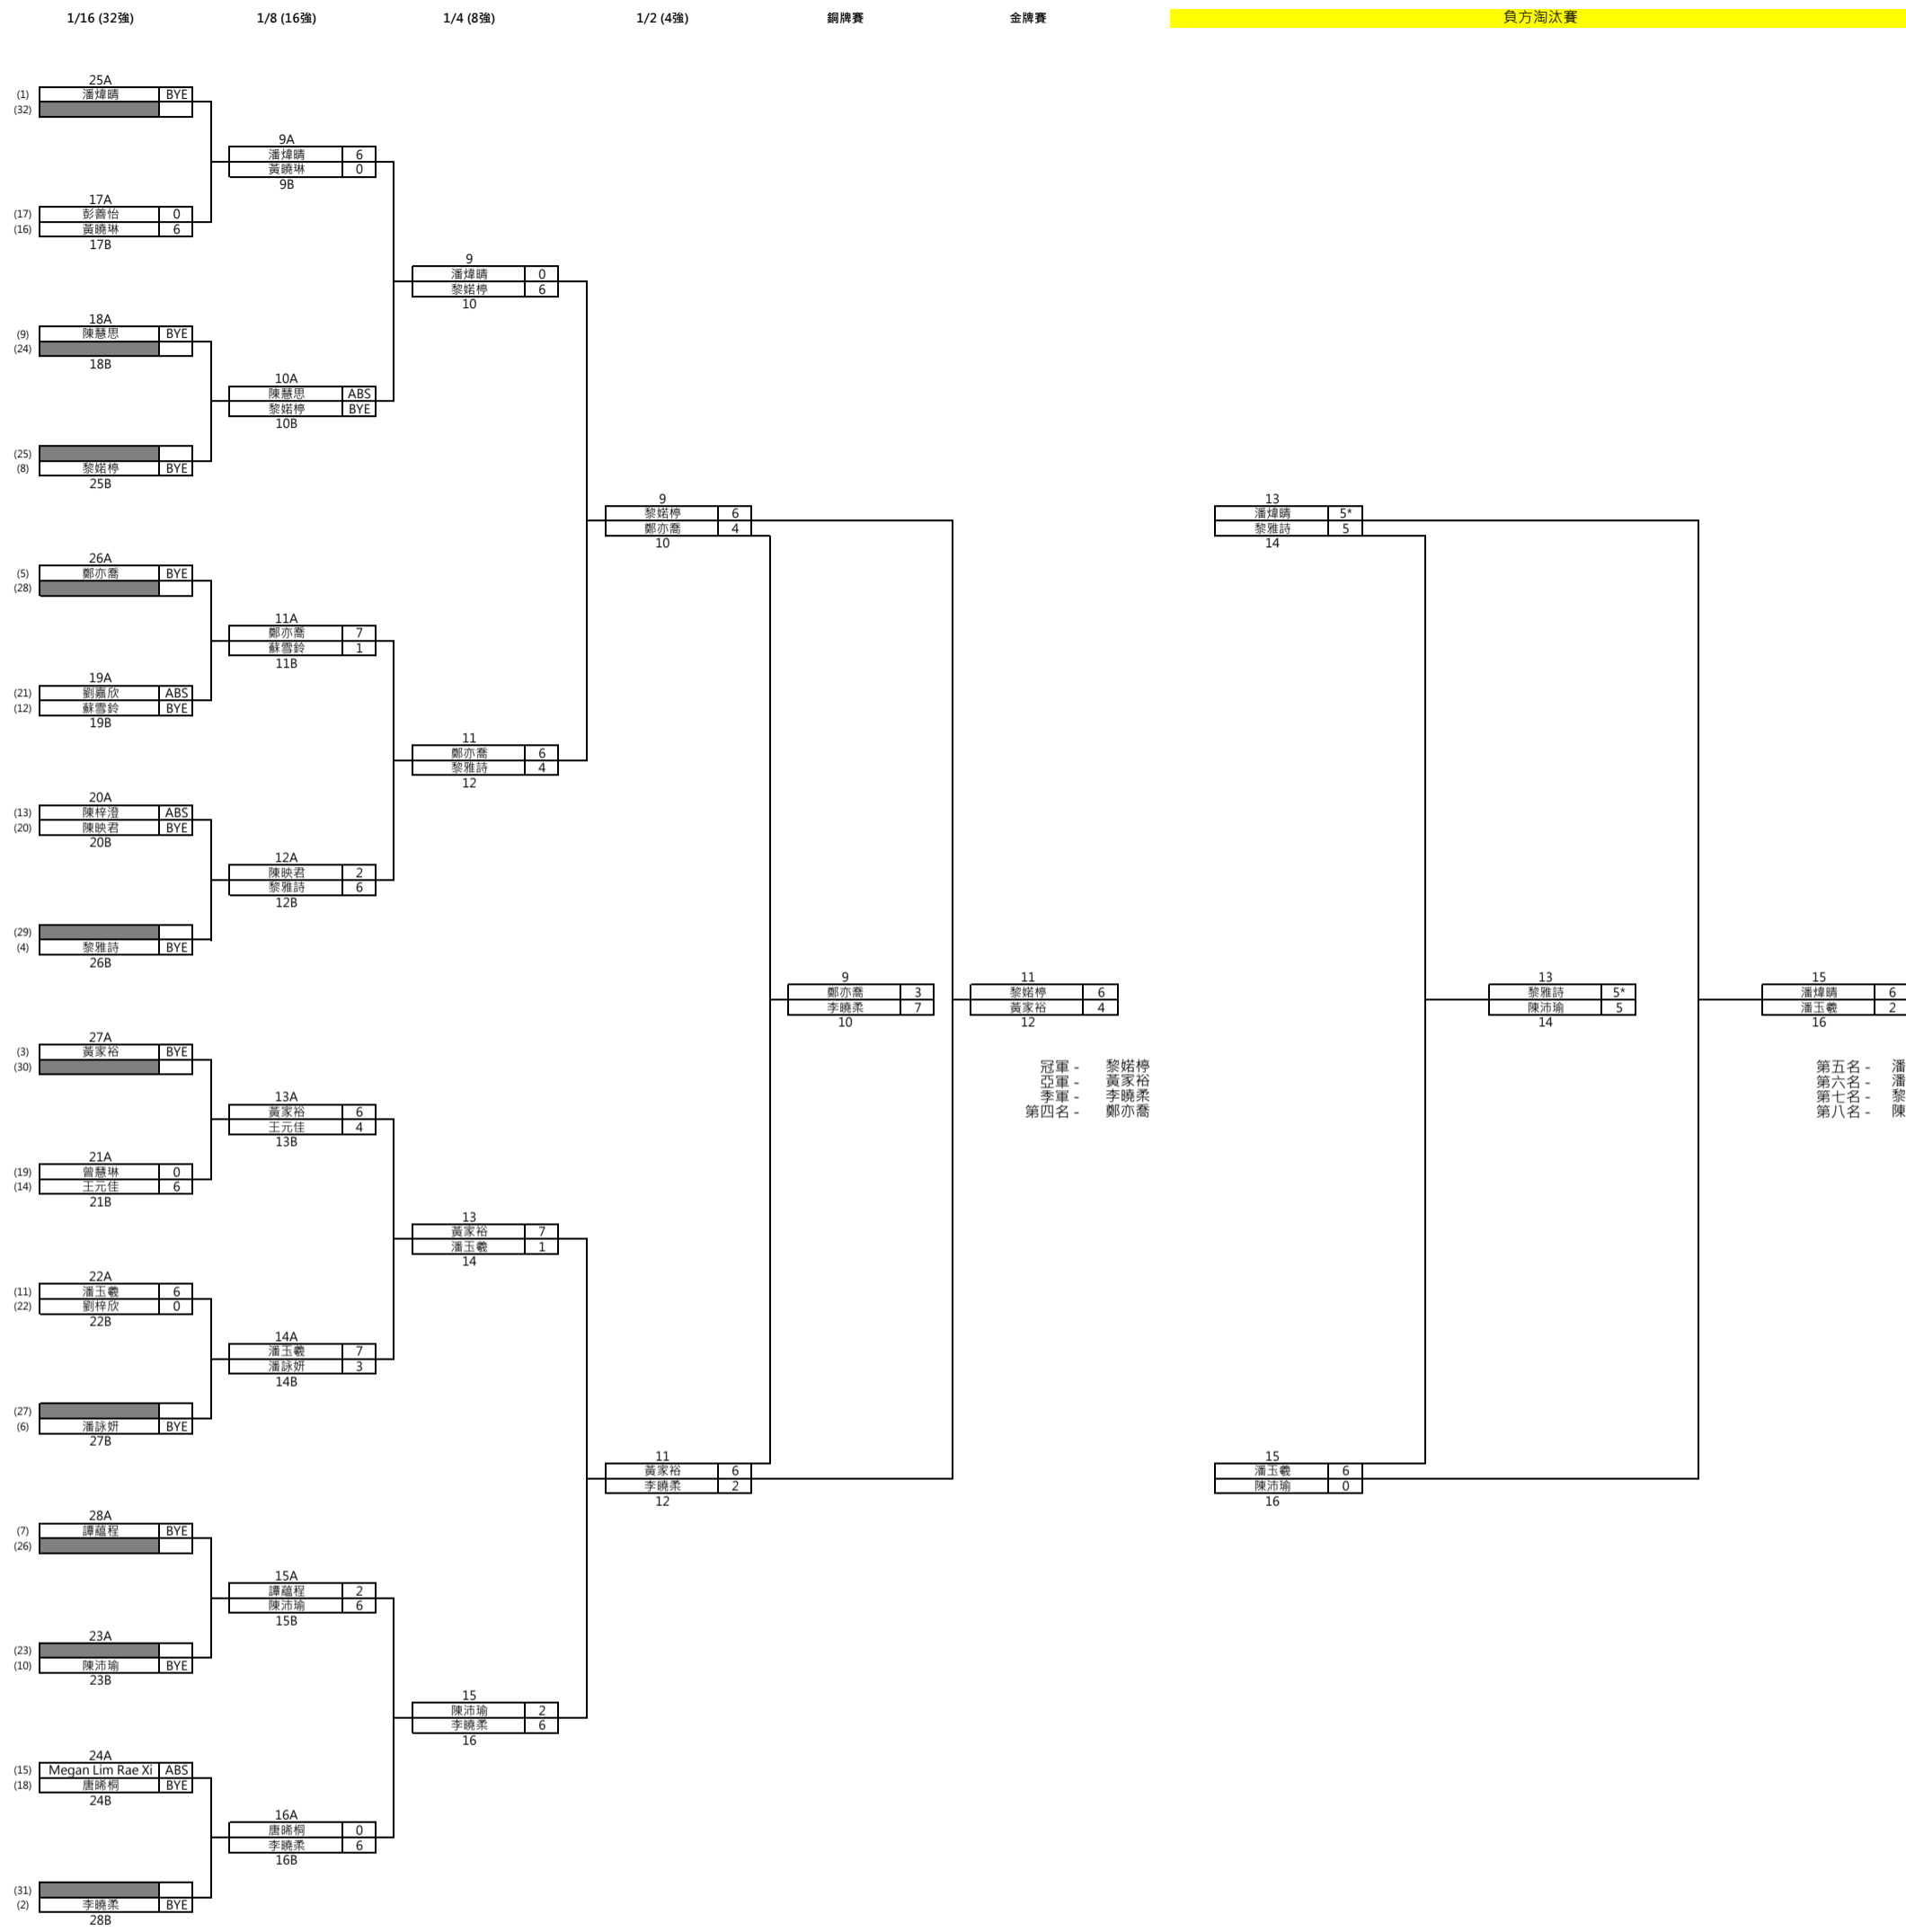 1/16 (32強) 1/8 (16強) 1/4 (8強) 1/2 (4強) 銅牌賽 金牌賽 負方淘汰賽
25A
(1) 潘煒晴 BYE
(32)
9A
潘煒晴 6
黃曉琳 0
9B
17A
(17) 彭善怡 0
(16) 黃曉琳 6
17B
9
潘煒晴 0
黎婼楟 6
10
18A
(9) 陳慧思 BYE
(24)
18B
10A
陳慧思 ABS
黎婼楟 BYE
10B
(25)
(8) 黎婼楟 BYE
25B
9
黎婼楟 6
鄭亦喬 4
10
13
潘煒晴 5*
黎雅詩 5
14
26A
(5) 鄭亦喬 BYE
(28)
11A
鄭亦喬 7
蘇雪鈴 1
11B
19A
(21) 劉嘉欣 ABS
(12) 蘇雪鈴 BYE
19B
11
鄭亦喬 6
黎雅詩 4
12
20A
(13) 陳梓澄 ABS
(20) 陳映君 BYE
20B
12A
陳映君 2
黎雅詩 6
12B
(29)
(4) 黎雅詩 BYE
26B
9
鄭亦喬 3
李曉柔 7
10
11
黎婼楟 6
黃家裕 4
12
13
黎雅詩 5*
陳沛瑜 5
14
15
潘煒晴 6
潘玉羲 2
16
冠軍 - 黎婼楟
亞軍 - 黃家裕
季軍 - 李曉柔
第四名 - 鄭亦喬
第五名 - 潘
第六名 - 潘
第七名 - 黎
第八名 - 陳
27A
(3) 黃家裕 BYE
(30)
13A
黃家裕 6
王元佳 4
13B
21A
(19) 曾慧琳 0
(14) 王元佳 6
21B
13
黃家裕 7
潘玉羲 1
14
22A
(11) 潘玉羲 6
(22) 劉梓欣 0
22B
14A
潘玉羲 7
潘詠妍 3
14B
(27)
(6) 潘詠妍 BYE
27B
11
黃家裕 6
李曉柔 2
12
15
潘玉羲 6
陳沛瑜 0
16
28A
(7) 譚蘊程 BYE
(26)
15A
譚蘊程 2
陳沛瑜 6
15B
23A
(23)
(10) 陳沛瑜 BYE
23B
15
陳沛瑜 2
李曉柔 6
16
24A
(15) Megan Lim Rae Xi ABS
(18) 唐晞桐 BYE
24B
16A
唐晞桐 0
李曉柔 6
16B
(31)
(2) 李曉柔 BYE
28B